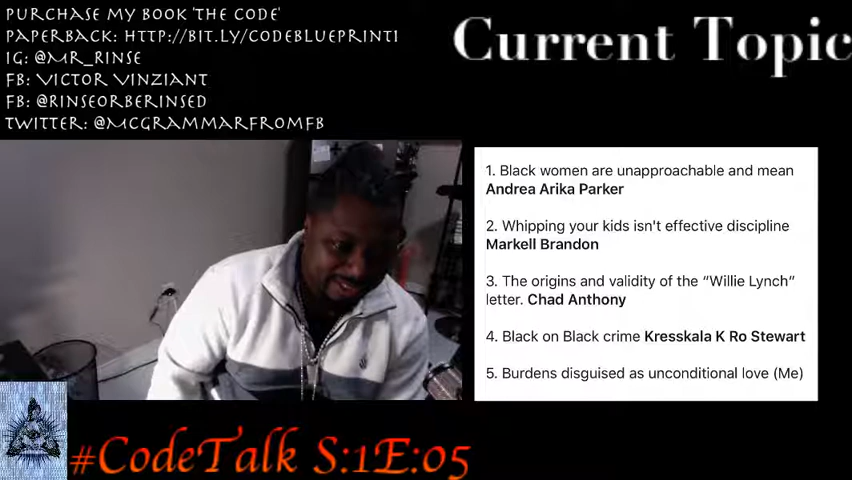 PURCHASE MY BOOK 'THE CODE'
PAPERBACK: HTTP://BIT.LY/CODEBLUEPRINT1
IG: @MR_RINSE
FB: VICTOR VINZIANT
FB: @RINSEORBERINSED
TWITTER: @MCGRAMMARFROMFB
Current Topic
1. Black women are unapproachable and mean
Andrea Arika Parker
2. Whipping your kids isn't effective discipline
Markell Brandon
3. The origins and validity of the “Willie Lynch”
letter. Chad Anthony
4. Black on Black crime Kresskala K Ro Stewart
5. Burdens disguised as unconditional love (Me)
#CodeTalk S:1E:05